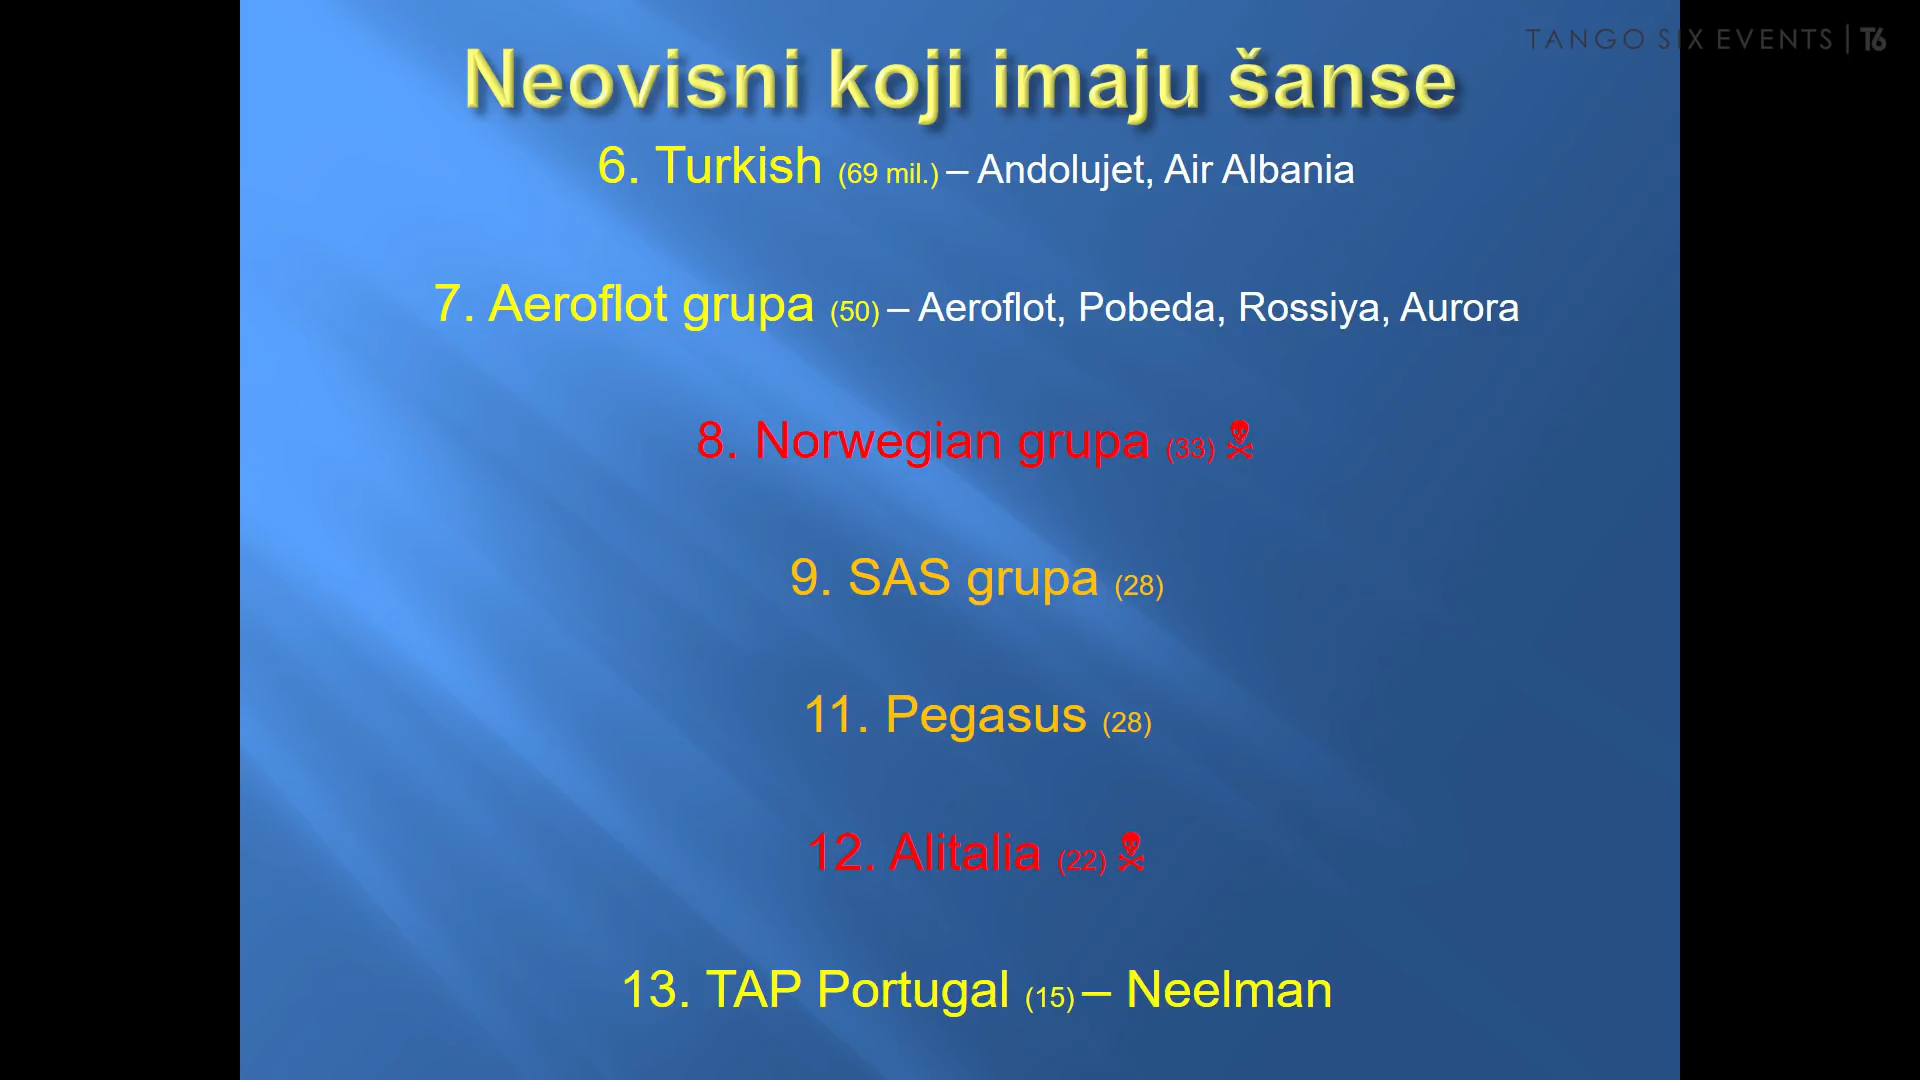 TANGO SIX EVENTS | T6
Neovisni koji imaju šanse
6. Turkish (69 mil.) – Andolujet, Air Albania
7. Aeroflot grupa (50) – Aeroflot, Pobeda, Rossiya, Aurora
8. Norwegian grupa (33) ☠
9. SAS grupa (28)
11. Pegasus (28)
12. Alitalia (22) ☠
13. TAP Portugal (15) – Neelman